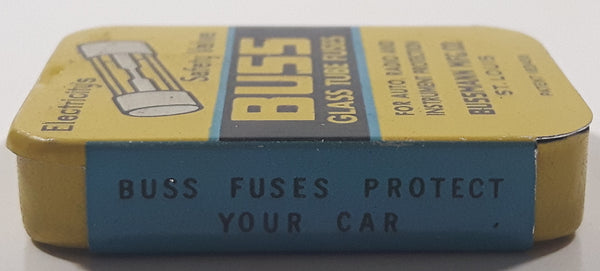 Electricity's
Safety Valve
BUSS
GLASS TUBE FUSES
FOR AUTO RADIO AND
INSTRUMENT PROTECTION
BUSSMANN MFG. CO.
ST. LOUIS
BUSS FUSES PROTECT
YOUR CAR